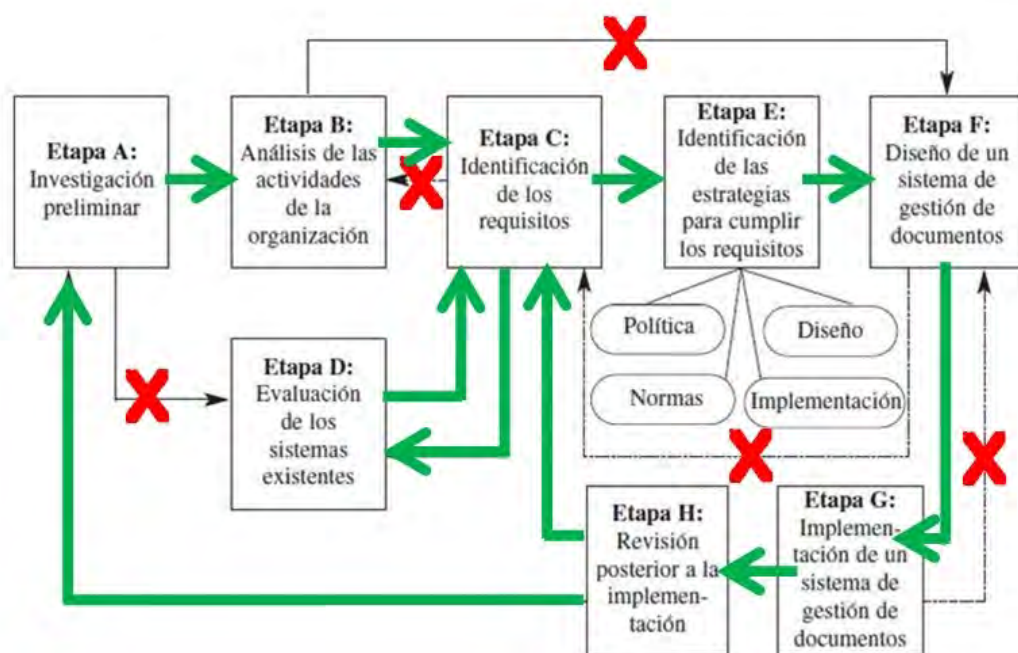 Etapa A:
Investigación
preliminar
Etapa B:
Análisis de las
actividades
de la
organización
Etapa C:
Identificación
de los
requisitos
Etapa E:
Identificación
de las
estrategias
para cumplir
los requisitos
Etapa F:
Diseño de un
sistema de
gestión de
documentos
Política
Diseño
Normas
Implementación
Etapa D:
Evaluación
de los
sistemas
existentes
Etapa H:
Revisión
posterior a la
implemen-
tación
Etapa G:
Implemen-
tación de un
sistema de
gestión de
documentos